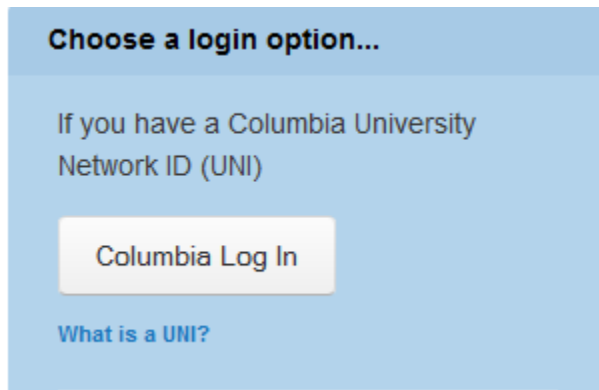 Choose a login option...
If you have a Columbia University
Network ID (UNI)
Columbia Log In
What is a UNI?